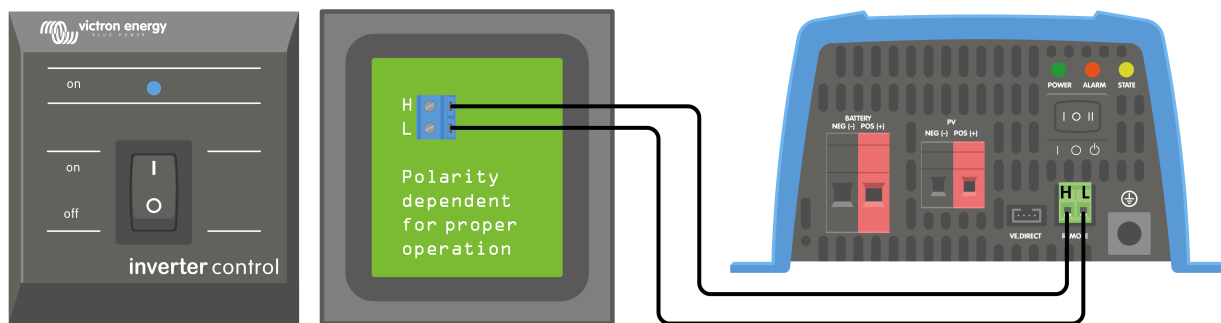 victron energy
BLUE POWER
on
on
off
I
O
inverter control
H
L
Polarity
dependent
for proper
operation
POWER ALARM STATE
I O II
I O
BATTERY
NEG (-) POS (+)
PV
NEG (-) POS (+)
H L
VE.DIRECT
REMOTE